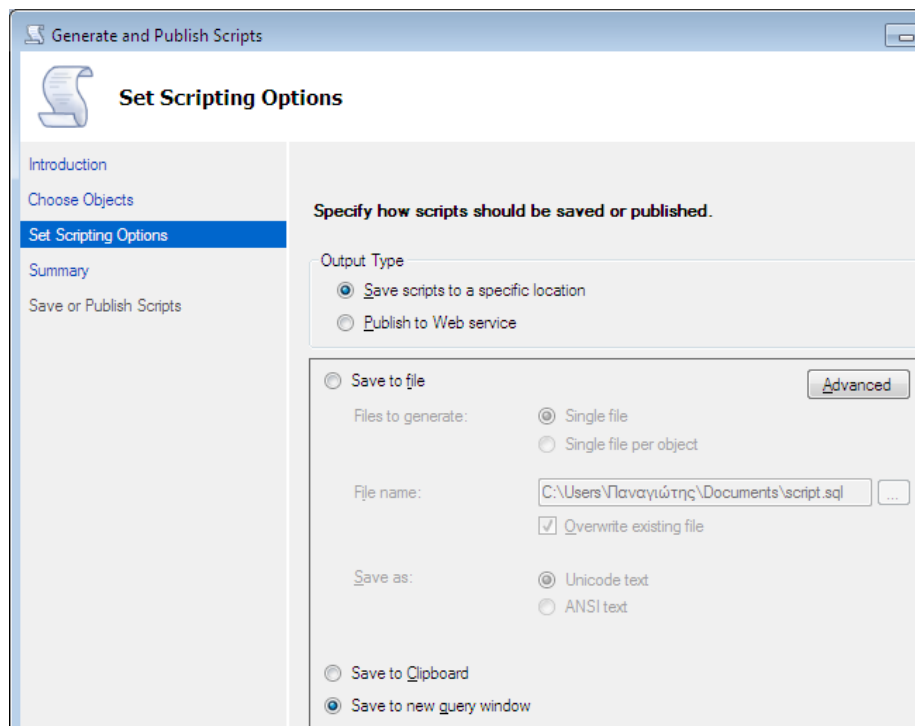 Generate and Publish Scripts
Set Scripting Options
Introduction
Choose Objects
Set Scripting Options
Summary
Save or Publish Scripts
Specify how scripts should be saved or published.
Output Type
Save scripts to a specific location
Publish to Web service
Save to file
Advanced
Files to generate:
Single file
Single file per object
File name:
C:\Users\Παναγιώτης\Documents\script.sql
...
Overwrite existing file
Save as:
Unicode text
ANSI text
Save to Clipboard
Save to new query window